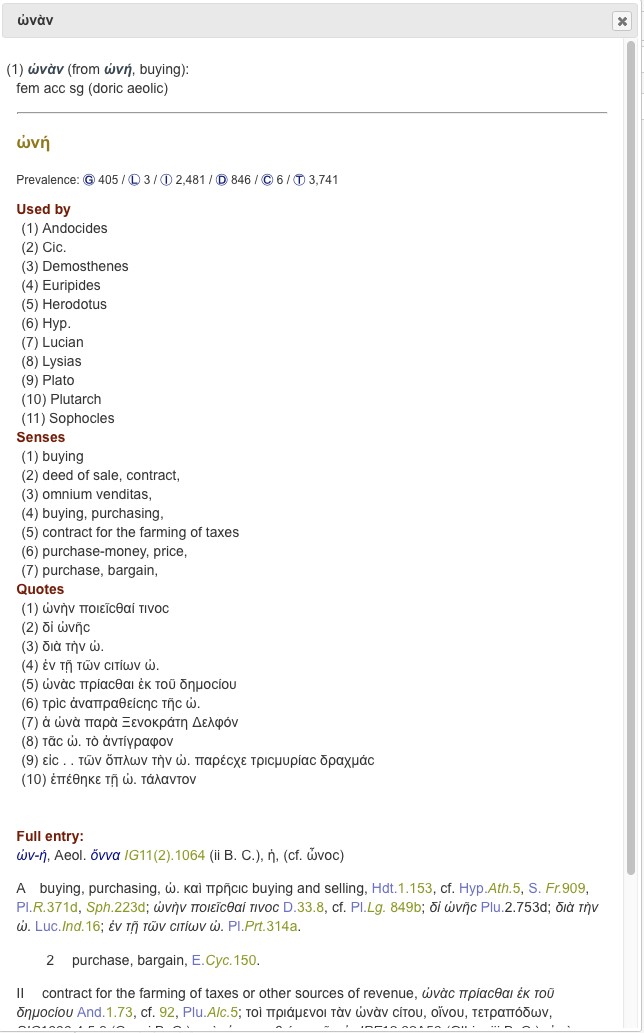 ὠνὰν
(1) ὠνὰν (from ὠνή, buying):
fem acc sg (doric aeolic)
ὠνή
Prevalence: Ⓖ 405 / Ⓛ 3 / Ⓘ 2,481 / Ⓓ 846 / Ⓒ 6 / Ⓣ 3,741
Used by
(1) Andocides
(2) Cic.
(3) Demosthenes
(4) Euripides
(5) Herodotus
(6) Hyp.
(7) Lucian
(8) Lysias
(9) Plato
(10) Plutarch
(11) Sophocles
Senses
(1) buying
(2) deed of sale, contract,
(3) omnium venditas,
(4) buying, purchasing,
(5) contract for the farming of taxes
(6) purchase-money, price,
(7) purchase, bargain,
Quotes
(1) ὠνὴν ποιεῖϲθαί τινοϲ
(2) δἰ ὠνῆϲ
(3) διὰ τὴν ὠ.
(4) ἐν τῇ τῶν ϲιτίων ὠ.
(5) ὠνὰϲ πρίαϲθαι ἐκ τοῦ δημοϲίου
(6) τρὶϲ ἀναπραθείϲηϲ τῆϲ ὠ.
(7) ἁ ὠνὰ παρὰ Ξενοκράτη Δελφόν
(8) τᾶϲ ὠ. τὸ ἀντίγραφον
(9) εἰϲ . . τῶν ὅπλων τὴν ὠ. παρέϲχε τριϲμυρίαϲ δραχμάϲ
(10) ἐπέθηκε τῇ ὠ. τάλαντον
Full entry:
ὠν-ή, Aeol. ὄννα IG11(2).1064 (ii B. C.), ἡ, (cf. ὦνοϲ)
A buying, purchasing, ὠ. καὶ πρῆϲιϲ buying and selling, Hdt.1.153, cf. Hyp.Ath.5, S. Fr.909,
Pl.R.371d, Sph.223d; ὠνὴν ποιεῖϲθαί τινοϲ D.33.8, cf. Pl.Lg. 849b; δἰ ὠνῆϲ Plu.2.753d; διὰ τὴν
ὠ. Luc.Ind.16; ἐν τῇ τῶν ϲιτίων ὠ. Pl.Prt.314a.
2 purchase, bargain, E.Cyc.150.
II contract for the farming of taxes or other sources of revenue, ὠνὰϲ πρίαϲθαι ἐκ τοῦ
δημοϲίου And.1.73, cf. 92, Plu.Alc.5; τοὶ πριάμενοι τὰν ὠνὰν ϲίτου, οἴνου, τετραπόδων,